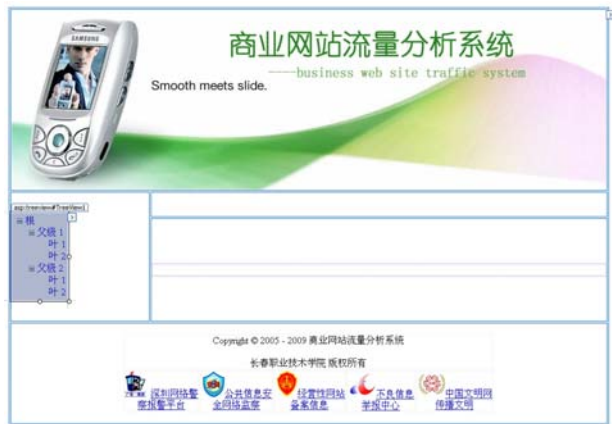 SAMSUNG
商业网站流量分析系统
——business web site traffic system
Smooth meets slide.
asp:treeview#TreeView1
根
父级 1
叶 1
叶 2
父级 2
叶 1
叶 2
Copyright © 2005 - 2009 商业网站流量分析系统
长春职业技术学院 版权所有
深圳网络警察报警平台
公共信息安全网络监察
经营性网站备案信息
不良信息举报中心
中国文明网传播文明